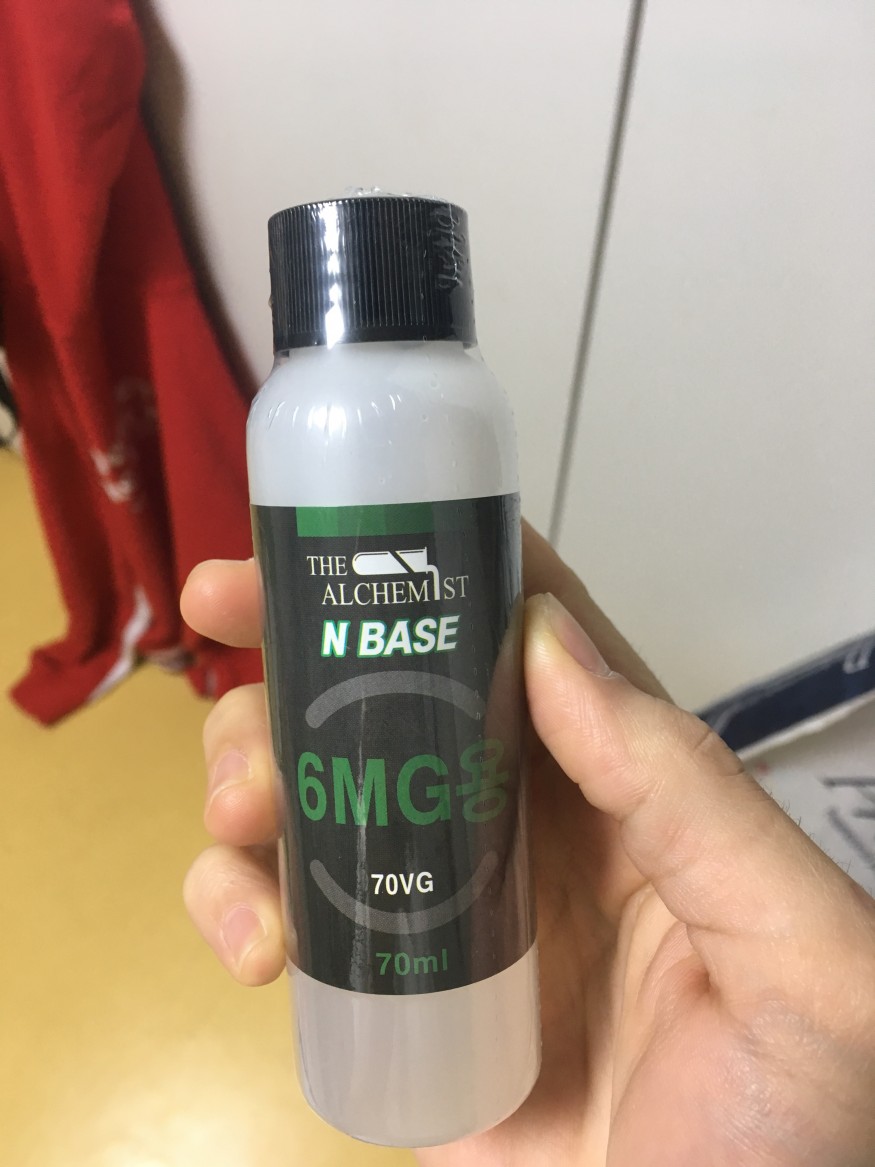 THE
ALCHEMIST
N BASE
6MG용
70VG
70ml